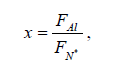 x = F_{Al} / F_{N^*},